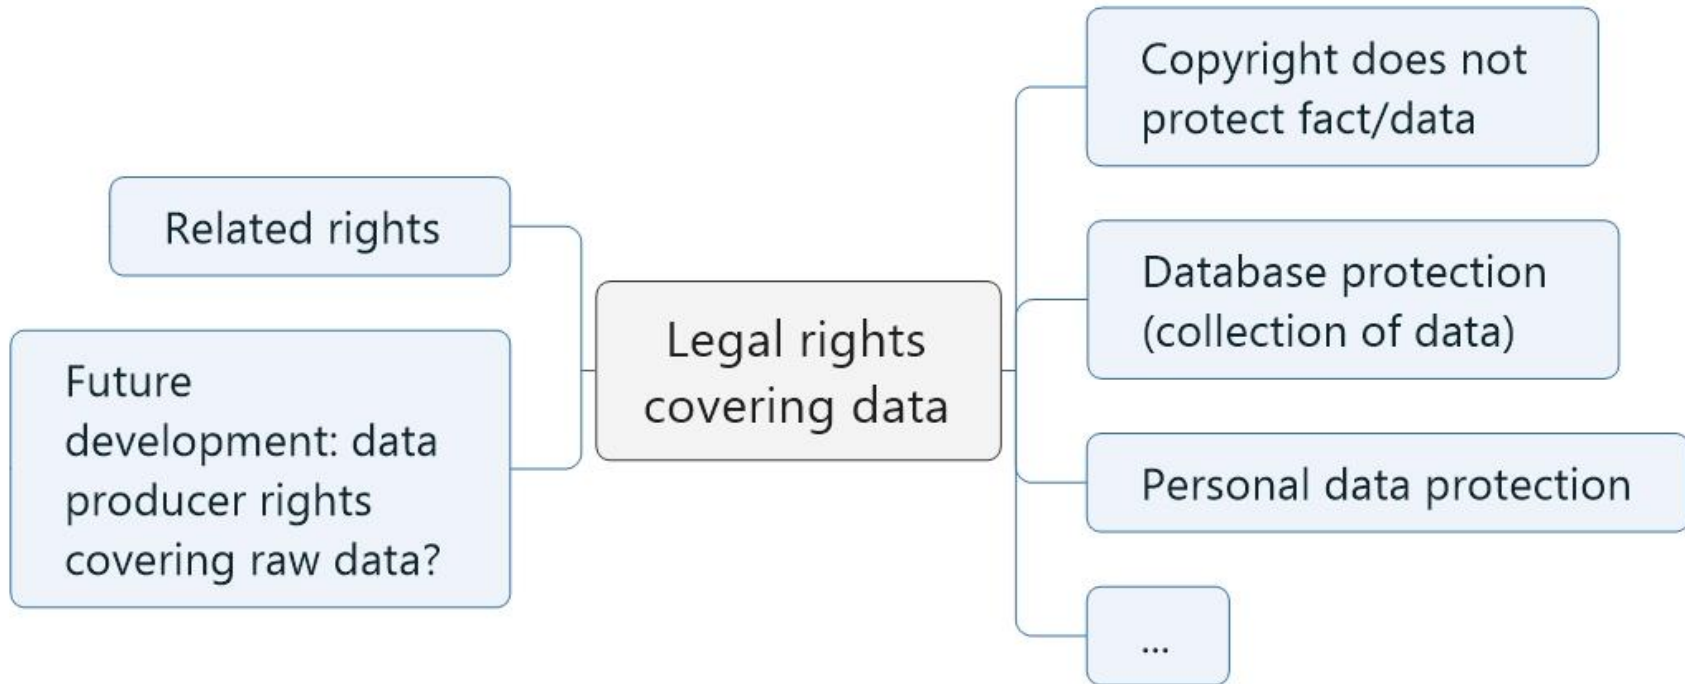 Related rights
Future
development: data
producer rights
covering raw data?
Legal rights
covering data
Copyright does not
protect fact/data
Database protection
(collection of data)
Personal data protection
...